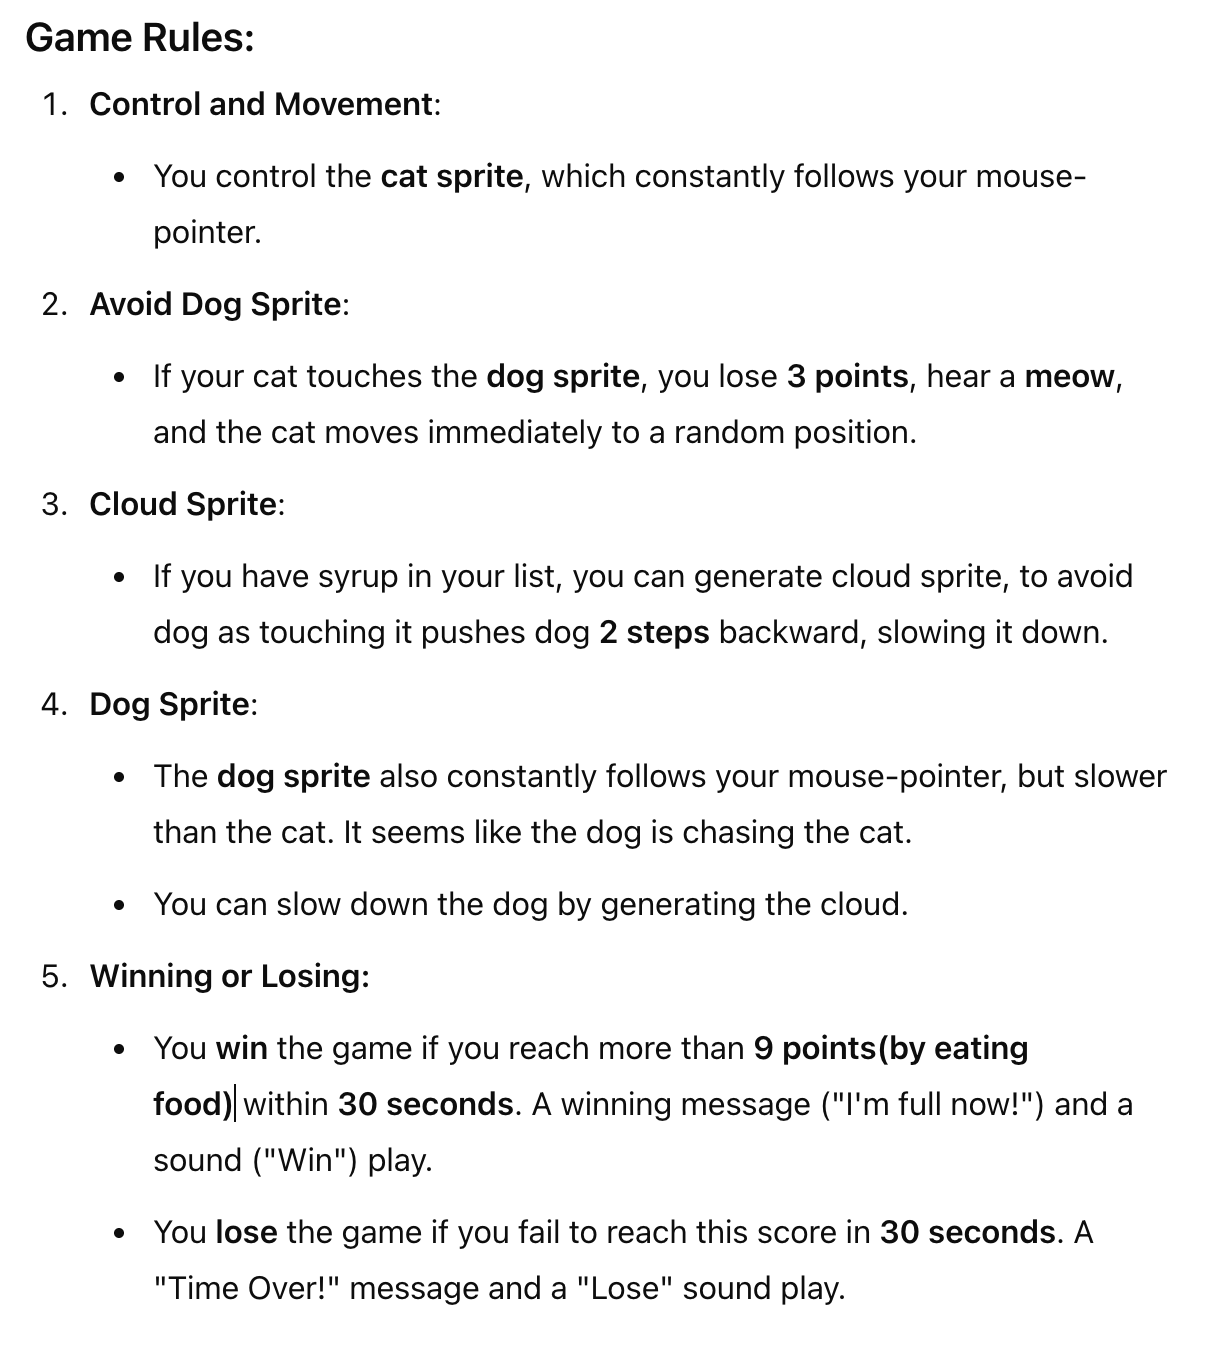 Game Rules:
1. Control and Movement:
• You control the cat sprite, which constantly follows your mouse-
pointer.
2. Avoid Dog Sprite:
• If your cat touches the dog sprite, you lose 3 points, hear a meow,
and the cat moves immediately to a random position.
3. Cloud Sprite:
• If you have syrup in your list, you can generate cloud sprite, to avoid
dog as touching it pushes dog 2 steps backward, slowing it down.
4. Dog Sprite:
• The dog sprite also constantly follows your mouse-pointer, but slower
than the cat. It seems like the dog is chasing the cat.
• You can slow down the dog by generating the cloud.
5. Winning or Losing:
• You win the game if you reach more than 9 points(by eating
food) within 30 seconds. A winning message ("I'm full now!") and a
sound ("Win") play.
• You lose the game if you fail to reach this score in 30 seconds. A
"Time Over!" message and a "Lose" sound play.